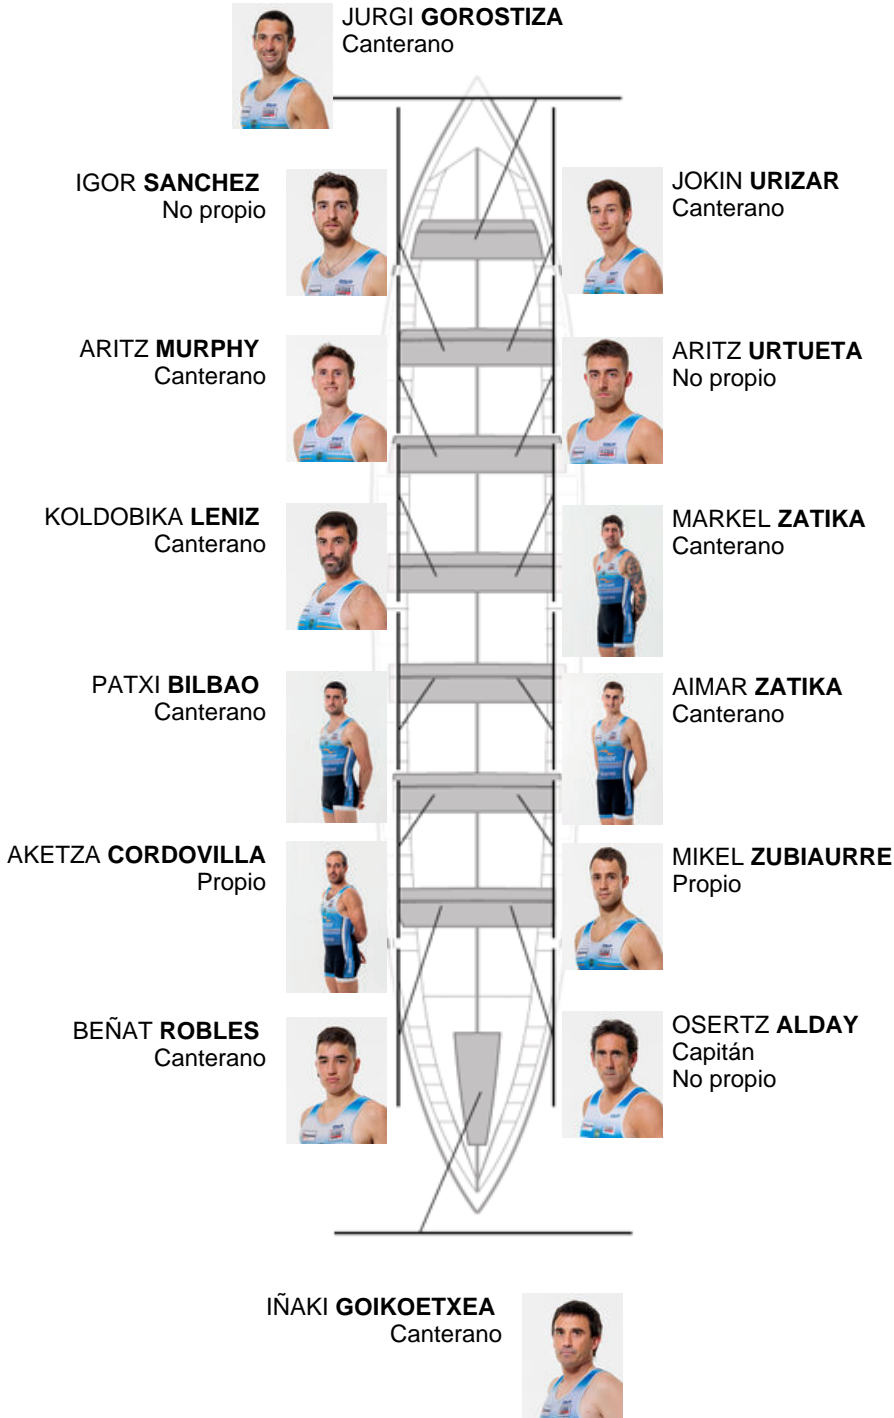 JURGI GOROSTIZA
Canterano
IGOR SANCHEZ
No propio
JOKIN URIZAR
Canterano
ARITZ MURPHY
Canterano
ARITZ URTUETA
No propio
KOLDOBIKA LENIZ
Canterano
MARKEL ZATIKA
Canterano
PATXI BILBAO
Canterano
AIMAR ZATIKA
Canterano
AKETZA CORDOVILLA
Propio
MIKEL ZUBIAURRE
Propio
BEÑAT ROBLES
Canterano
OSERTZ ALDAY
Capitán
No propio
IÑAKI GOIKOETXEA
Canterano